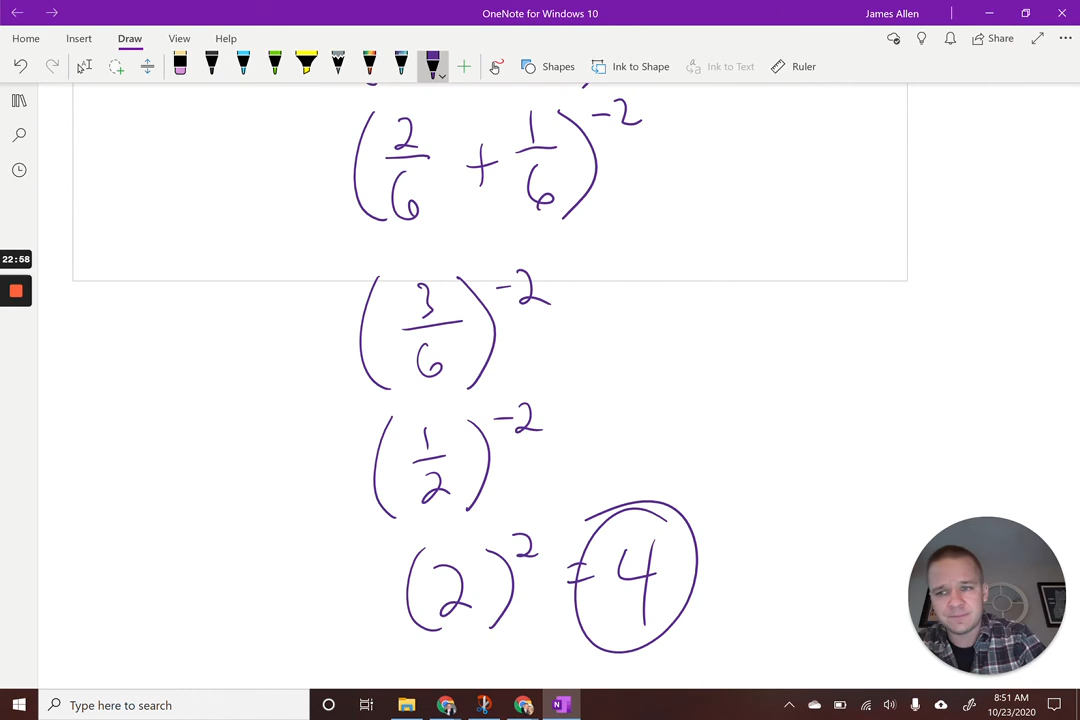 OneNote for Windows 10
James Allen
Home Insert Draw View Help
Share
Shapes Ink to Shape Ink to Text Ruler
(2/6 + 1/6)^-2
22:58
(3/6)^-2
(1/2)^-2
(2)^2 = 4
Type here to search
8:51 AM
10/23/2020